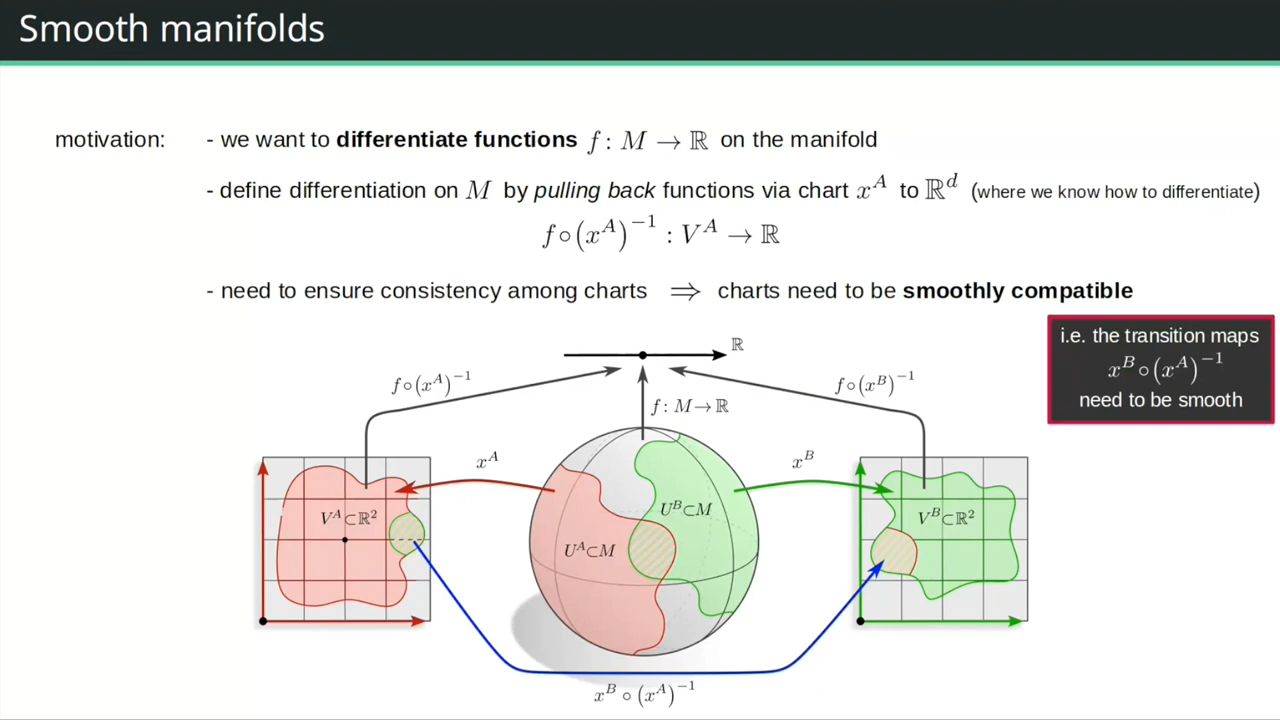 Smooth manifolds
motivation: - we want to differentiate functions f : M → ℝ on the manifold
- define differentiation on M by pulling back functions via chart x^A to ℝ^d (where we know how to differentiate)
f∘(x^A)^−1 : V^A → ℝ
- need to ensure consistency among charts ⇒ charts need to be smoothly compatible
i.e. the transition maps
x^B∘(x^A)^−1
need to be smooth
ℝ
f∘(x^A)^−1
f∘(x^B)^−1
f : M→ℝ
x^A
x^B
V^A⊂ℝ^2
U^B⊂M
V^B⊂ℝ^2
U^A⊂M
x^B ∘ (x^A)^−1